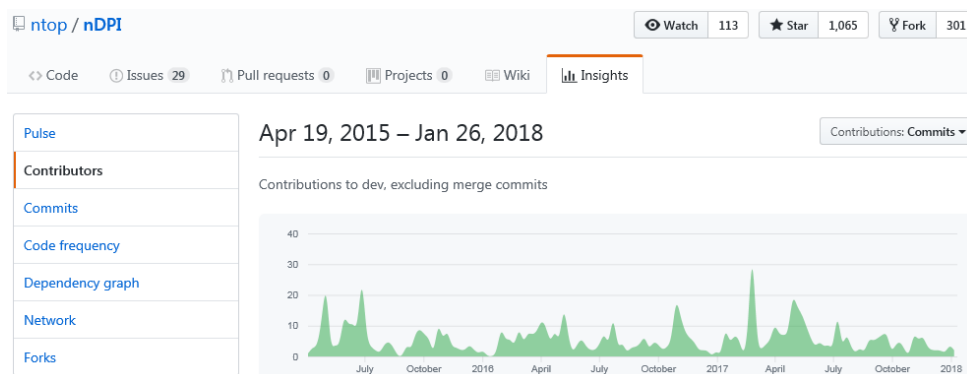 ntop / nDPI
Watch 113 Star 1,065 Fork 301
Code Issues 29 Pull requests 0 Projects 0 Wiki Insights
Pulse
Contributors
Commits
Code frequency
Dependency graph
Network
Forks
Apr 19, 2015 – Jan 26, 2018
Contributions: Commits
Contributions to dev, excluding merge commits
40
30
20
10
0
July October 2016 April July October 2017 April July October 2018